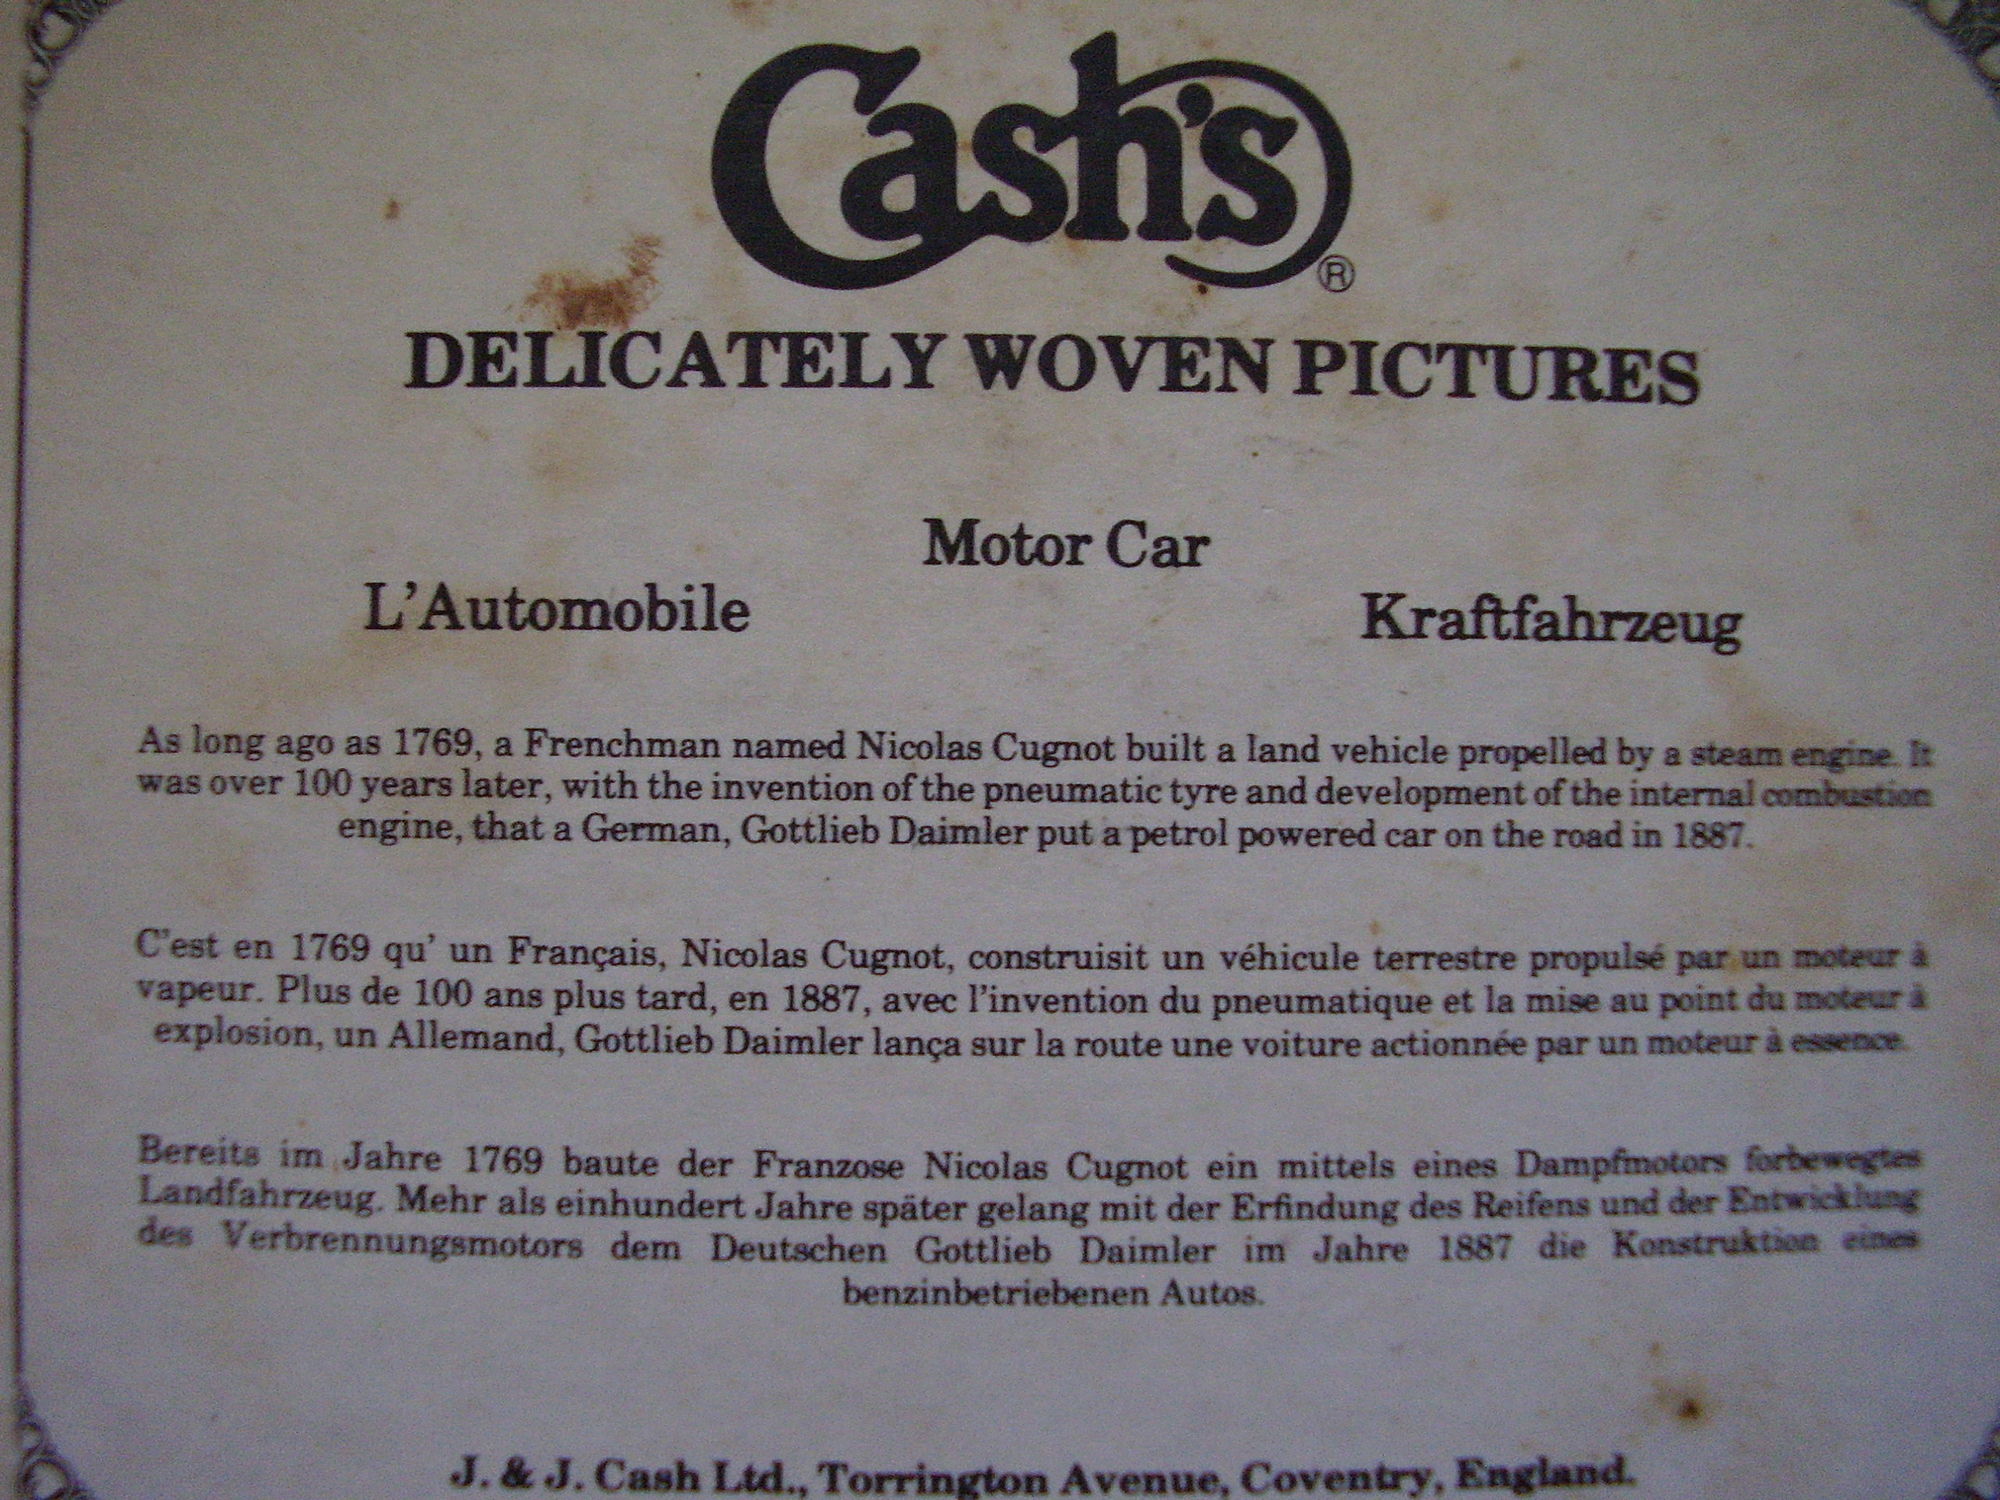 Cash's®
DELICATELY WOVEN PICTURES
Motor Car
L'Automobile
Kraftfahrzeug
As long ago as 1769, a Frenchman named Nicolas Cugnot built a land vehicle propelled by a steam engine. It
was over 100 years later, with the invention of the pneumatic tyre and development of the internal combustion
engine, that a German, Gottlieb Daimler put a petrol powered car on the road in 1887.
C'est en 1769 qu' un Français, Nicolas Cugnot, construisit un véhicule terrestre propulsé par un moteur à
vapeur. Plus de 100 ans plus tard, en 1887, avec l'invention du pneumatique et la mise au point du moteur à
explosion, un Allemand, Gottlieb Daimler lança sur la route une voiture actionnée par un moteur à essence.
Bereits im Jahre 1769 baute der Franzose Nicolas Cugnot ein mittels eines Dampfmotors forbewegtes
Landfahrzeug. Mehr als einhundert Jahre später gelang mit der Erfindung des Reifens und der Entwicklung
des Verbrennungsmotors dem Deutschen Gottlieb Daimler im Jahre 1887 die Konstruktion eines
benzinbetriebenen Autos.
J. & J. Cash Ltd., Torrington Avenue, Coventry, England.